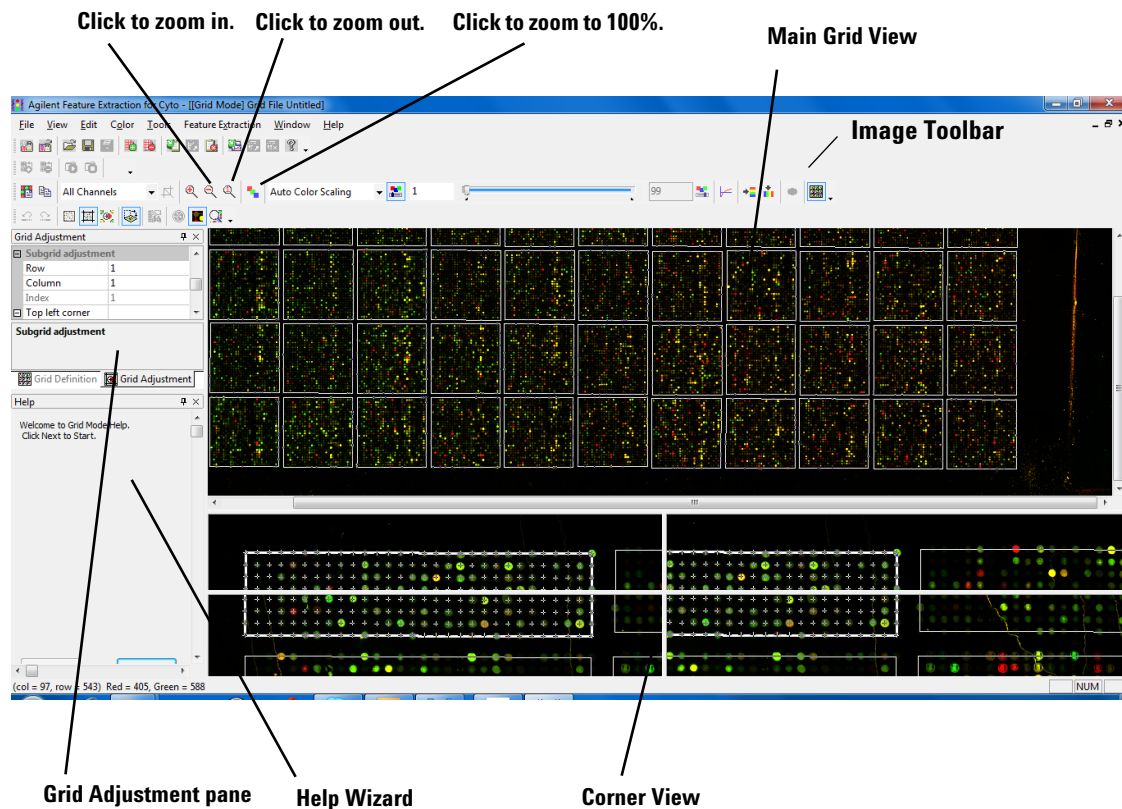 Click to zoom in. Click to zoom out. Click to zoom to 100%.
Main Grid View
Agilent Feature Extraction for Cyto - [[Grid Mode] Grid File Untitled]
File View Edit Color Tools Feature Extraction Window Help
Image Toolbar
All Channels Auto Color Scaling 1 99
Grid Adjustment
Subgrid adjustment
Row 1
Column 1
Index 1
Top left corner
Subgrid adjustment
Grid Definition Grid Adjustment
Help
Welcome to Grid Mode Help.
Click Next to Start.
(col = 97, row = 543) Red = 405, Green = 588
NUM
Grid Adjustment pane Help Wizard Corner View